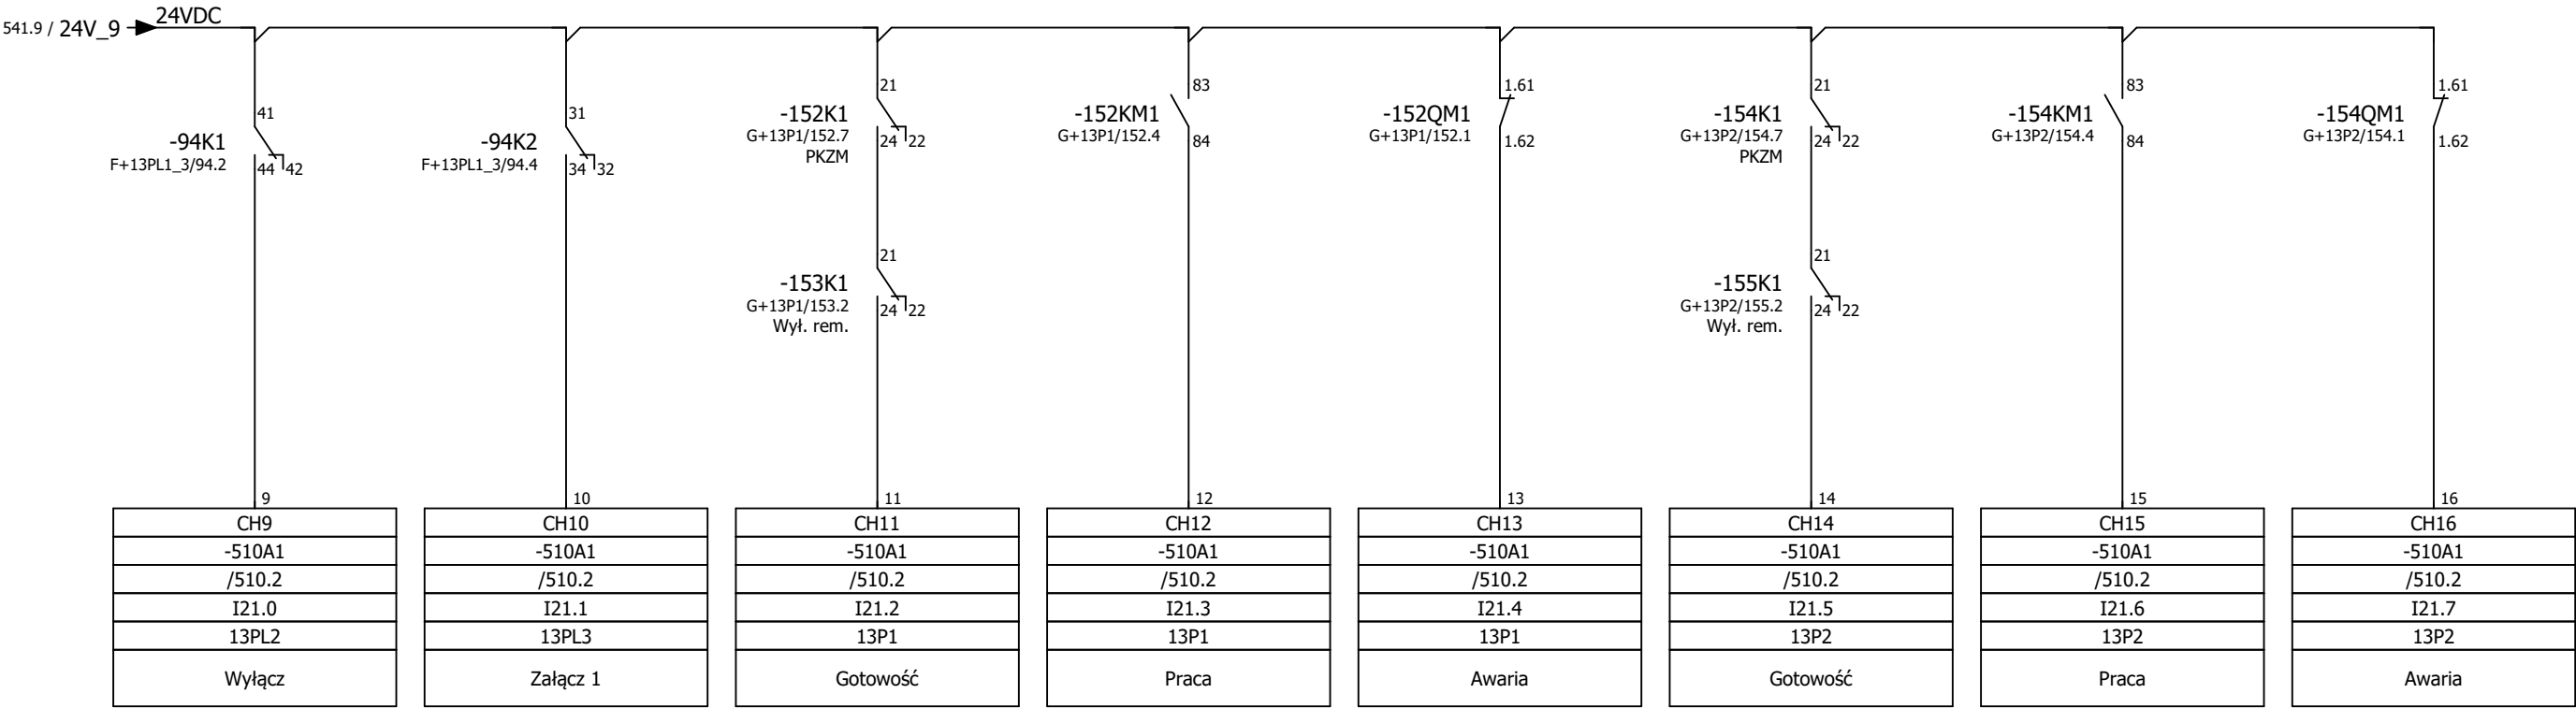 24VDC
541.9 / 24V_9
41
-94K1
F+13PL1_3/94.2
44 42
31
-94K2
F+13PL1_3/94.4
34 32
21
-152K1
G+13P1/152.7
PKZM
24 22
21
-153K1
G+13P1/153.2
Wył. rem.
24 22
83
-152KM1
G+13P1/152.4
84
1.61
-152QM1
G+13P1/152.1
1.62
21
-154K1
G+13P2/154.7
PKZM
24 22
21
-155K1
G+13P2/155.2
Wył. rem.
24 22
83
-154KM1
G+13P2/154.4
84
1.61
-154QM1
G+13P2/154.1
1.62
9
CH9
-510A1
/510.2
I21.0
13PL2
Wyłącz
10
CH10
-510A1
/510.2
I21.1
13PL3
Załącz 1
11
CH11
-510A1
/510.2
I21.2
13P1
Gotowość
12
CH12
-510A1
/510.2
I21.3
13P1
Praca
13
CH13
-510A1
/510.2
I21.4
13P1
Awaria
14
CH14
-510A1
/510.2
I21.5
13P2
Gotowość
15
CH15
-510A1
/510.2
I21.6
13P2
Praca
16
CH16
-510A1
/510.2
I21.7
13P2
Awaria